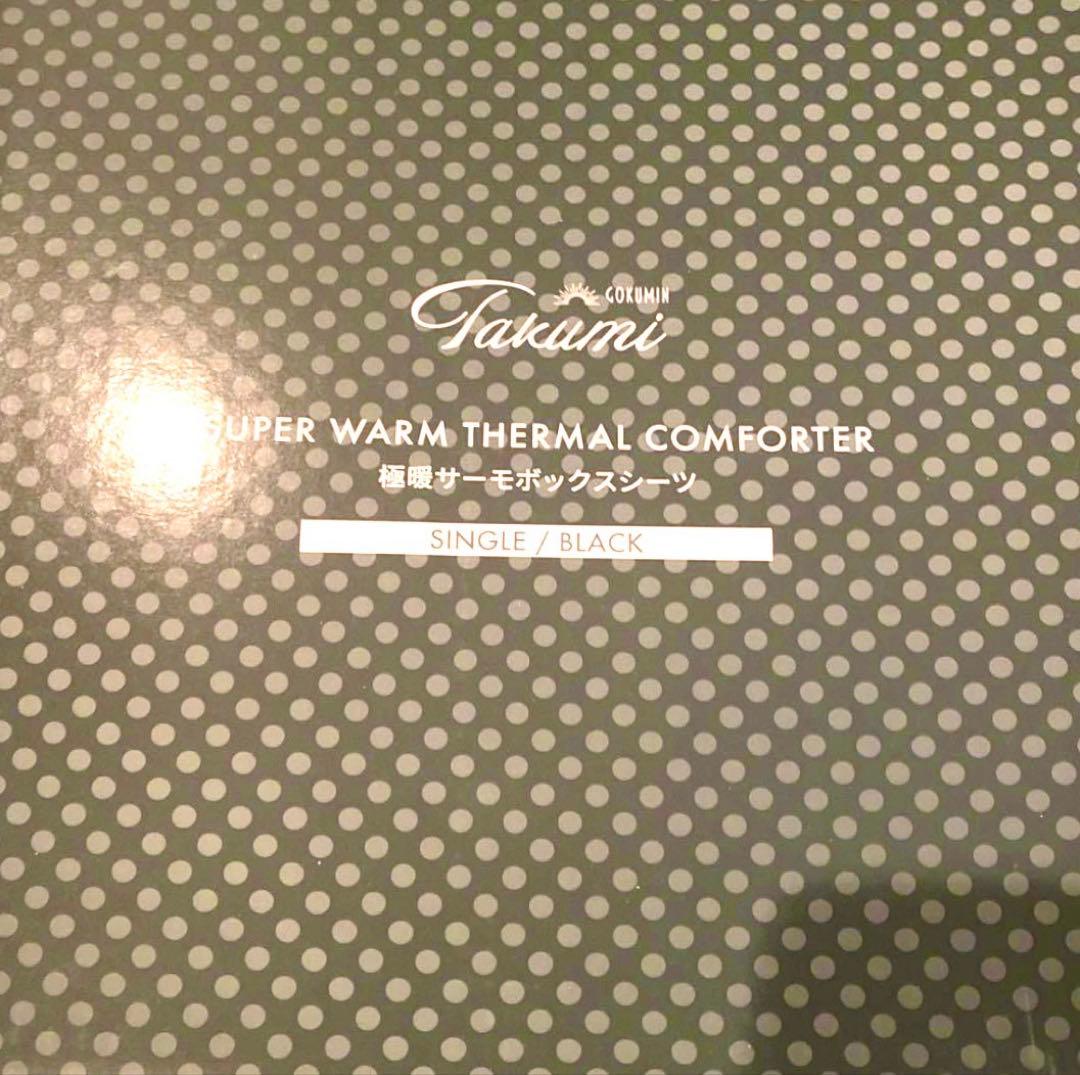 GOKUMIN
Takumi
SUPER WARM THERMAL COMFORTER
極暖サーモボックスシーツ
SINGLE / BLACK